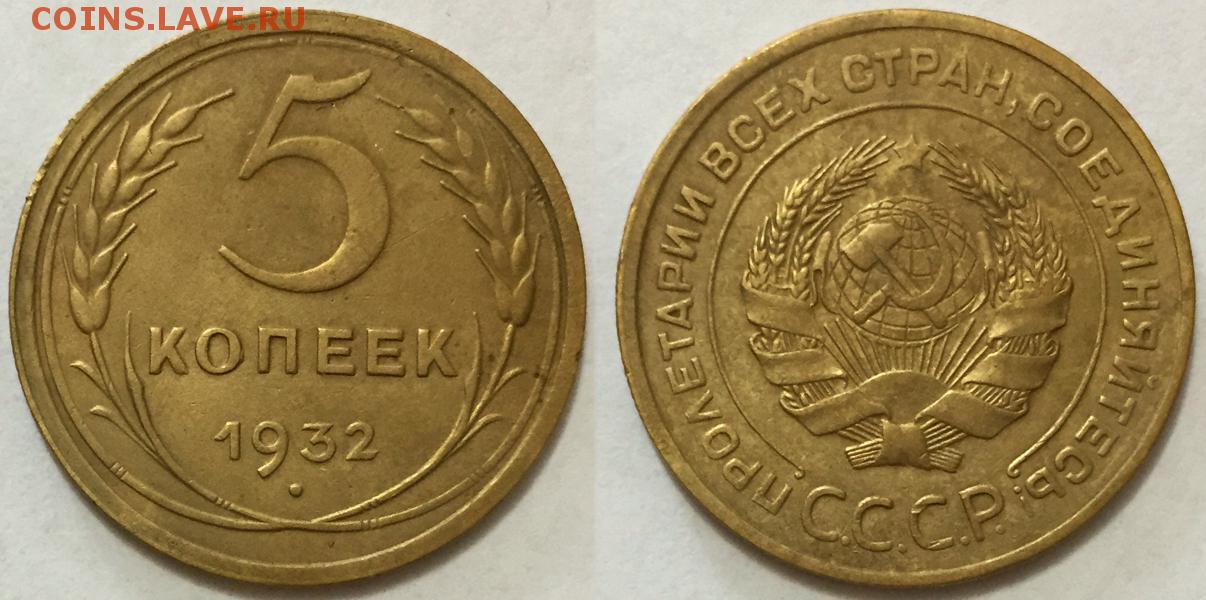 COINS.LAVE.RU
5
КОПЕЕК
1932
ПРОЛЕТАРИИ ВСЕХ СТРАН, СОЕДИНЯЙТЕСЬ!
С.С.С.Р.